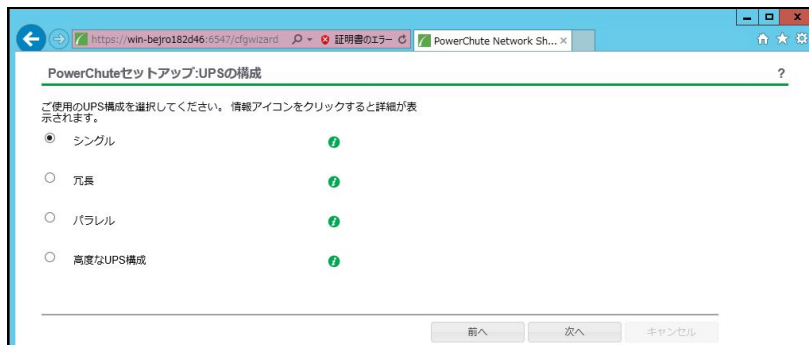 https://win-bejro182d46:6547/cfgwizard 証明書のエラー PowerChute Network Sh...
PowerChuteセットアップ:UPSの構成 ?
ご使用のUPS構成を選択してください。 情報アイコンをクリックすると詳細が表
示されます。
シングル
冗長
パラレル
高度なUPS構成
前へ 次へ キャンセル